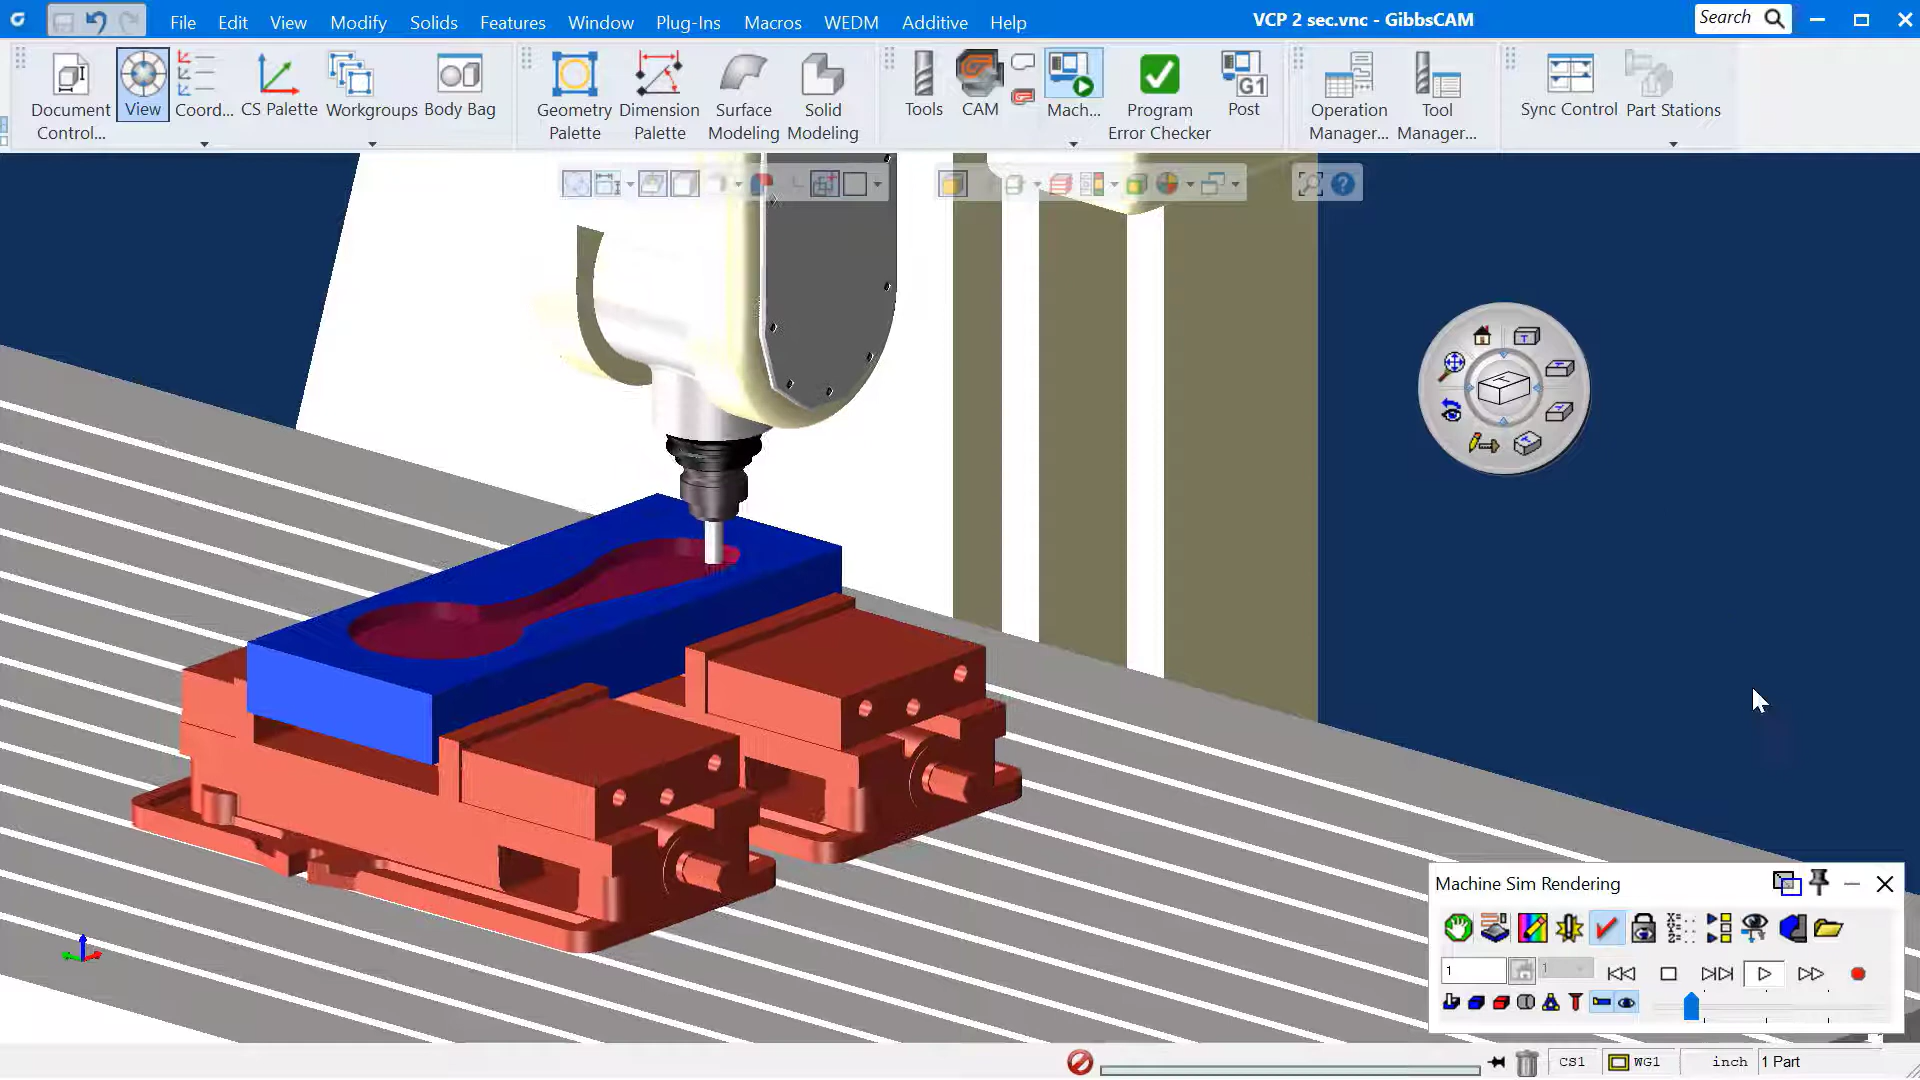 File Edit View Modify Solids Features Window Plug-Ins Macros WEDM Additive Help
VCP 2 sec.vnc - GibbsCAM
Search
Document Control...
View
Coord...
CS Palette
Workgroups
Body Bag
Geometry Palette
Dimension Palette
Surface Modeling
Solid Modeling
Tools
CAM
Mach...
Program Error Checker
G1
Post
Operation Manager...
Tool Manager...
Sync Control
Part Stations
Machine Sim Rendering
1
1
CS1
WG1
inch
1 Part